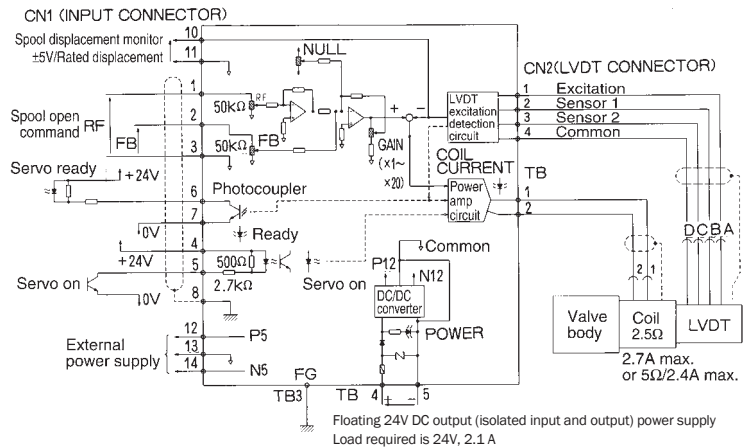 CN1 (INPUT CONNECTOR)
Spool displacement monitor
±5V/Rated displacement
10
11
NULL
CN2(LVDT CONNECTOR)
1 Excitation
2 Sensor 1
3 Sensor 2
4 Common
LVDT
excitation
detection
circuit
1
50kΩ
RF
Spool open
command
RF
FB
2
50kΩ
FB
3
+
−
GAIN
(×1~
×20)
COIL
CURRENT
TB
Servo ready
+24V
6
Photocoupler
Power
amp
circuit
1
2
7
0V
Ready
4
+24V
500Ω
5
2.7kΩ
Servo on
Servo on
0V
8
Common
P12
N12
DC/DC
converter
POWER
D C B A
2 1
Valve
body
Coil
2.5Ω
LVDT
2.7A max.
or 5Ω/2.4A max.
External
power supply
12
P5
13
14
N5
FG
TB3
TB
4
5
+ −
Floating 24V DC output (isolated input and output) power supply
Load required is 24V, 2.1 A